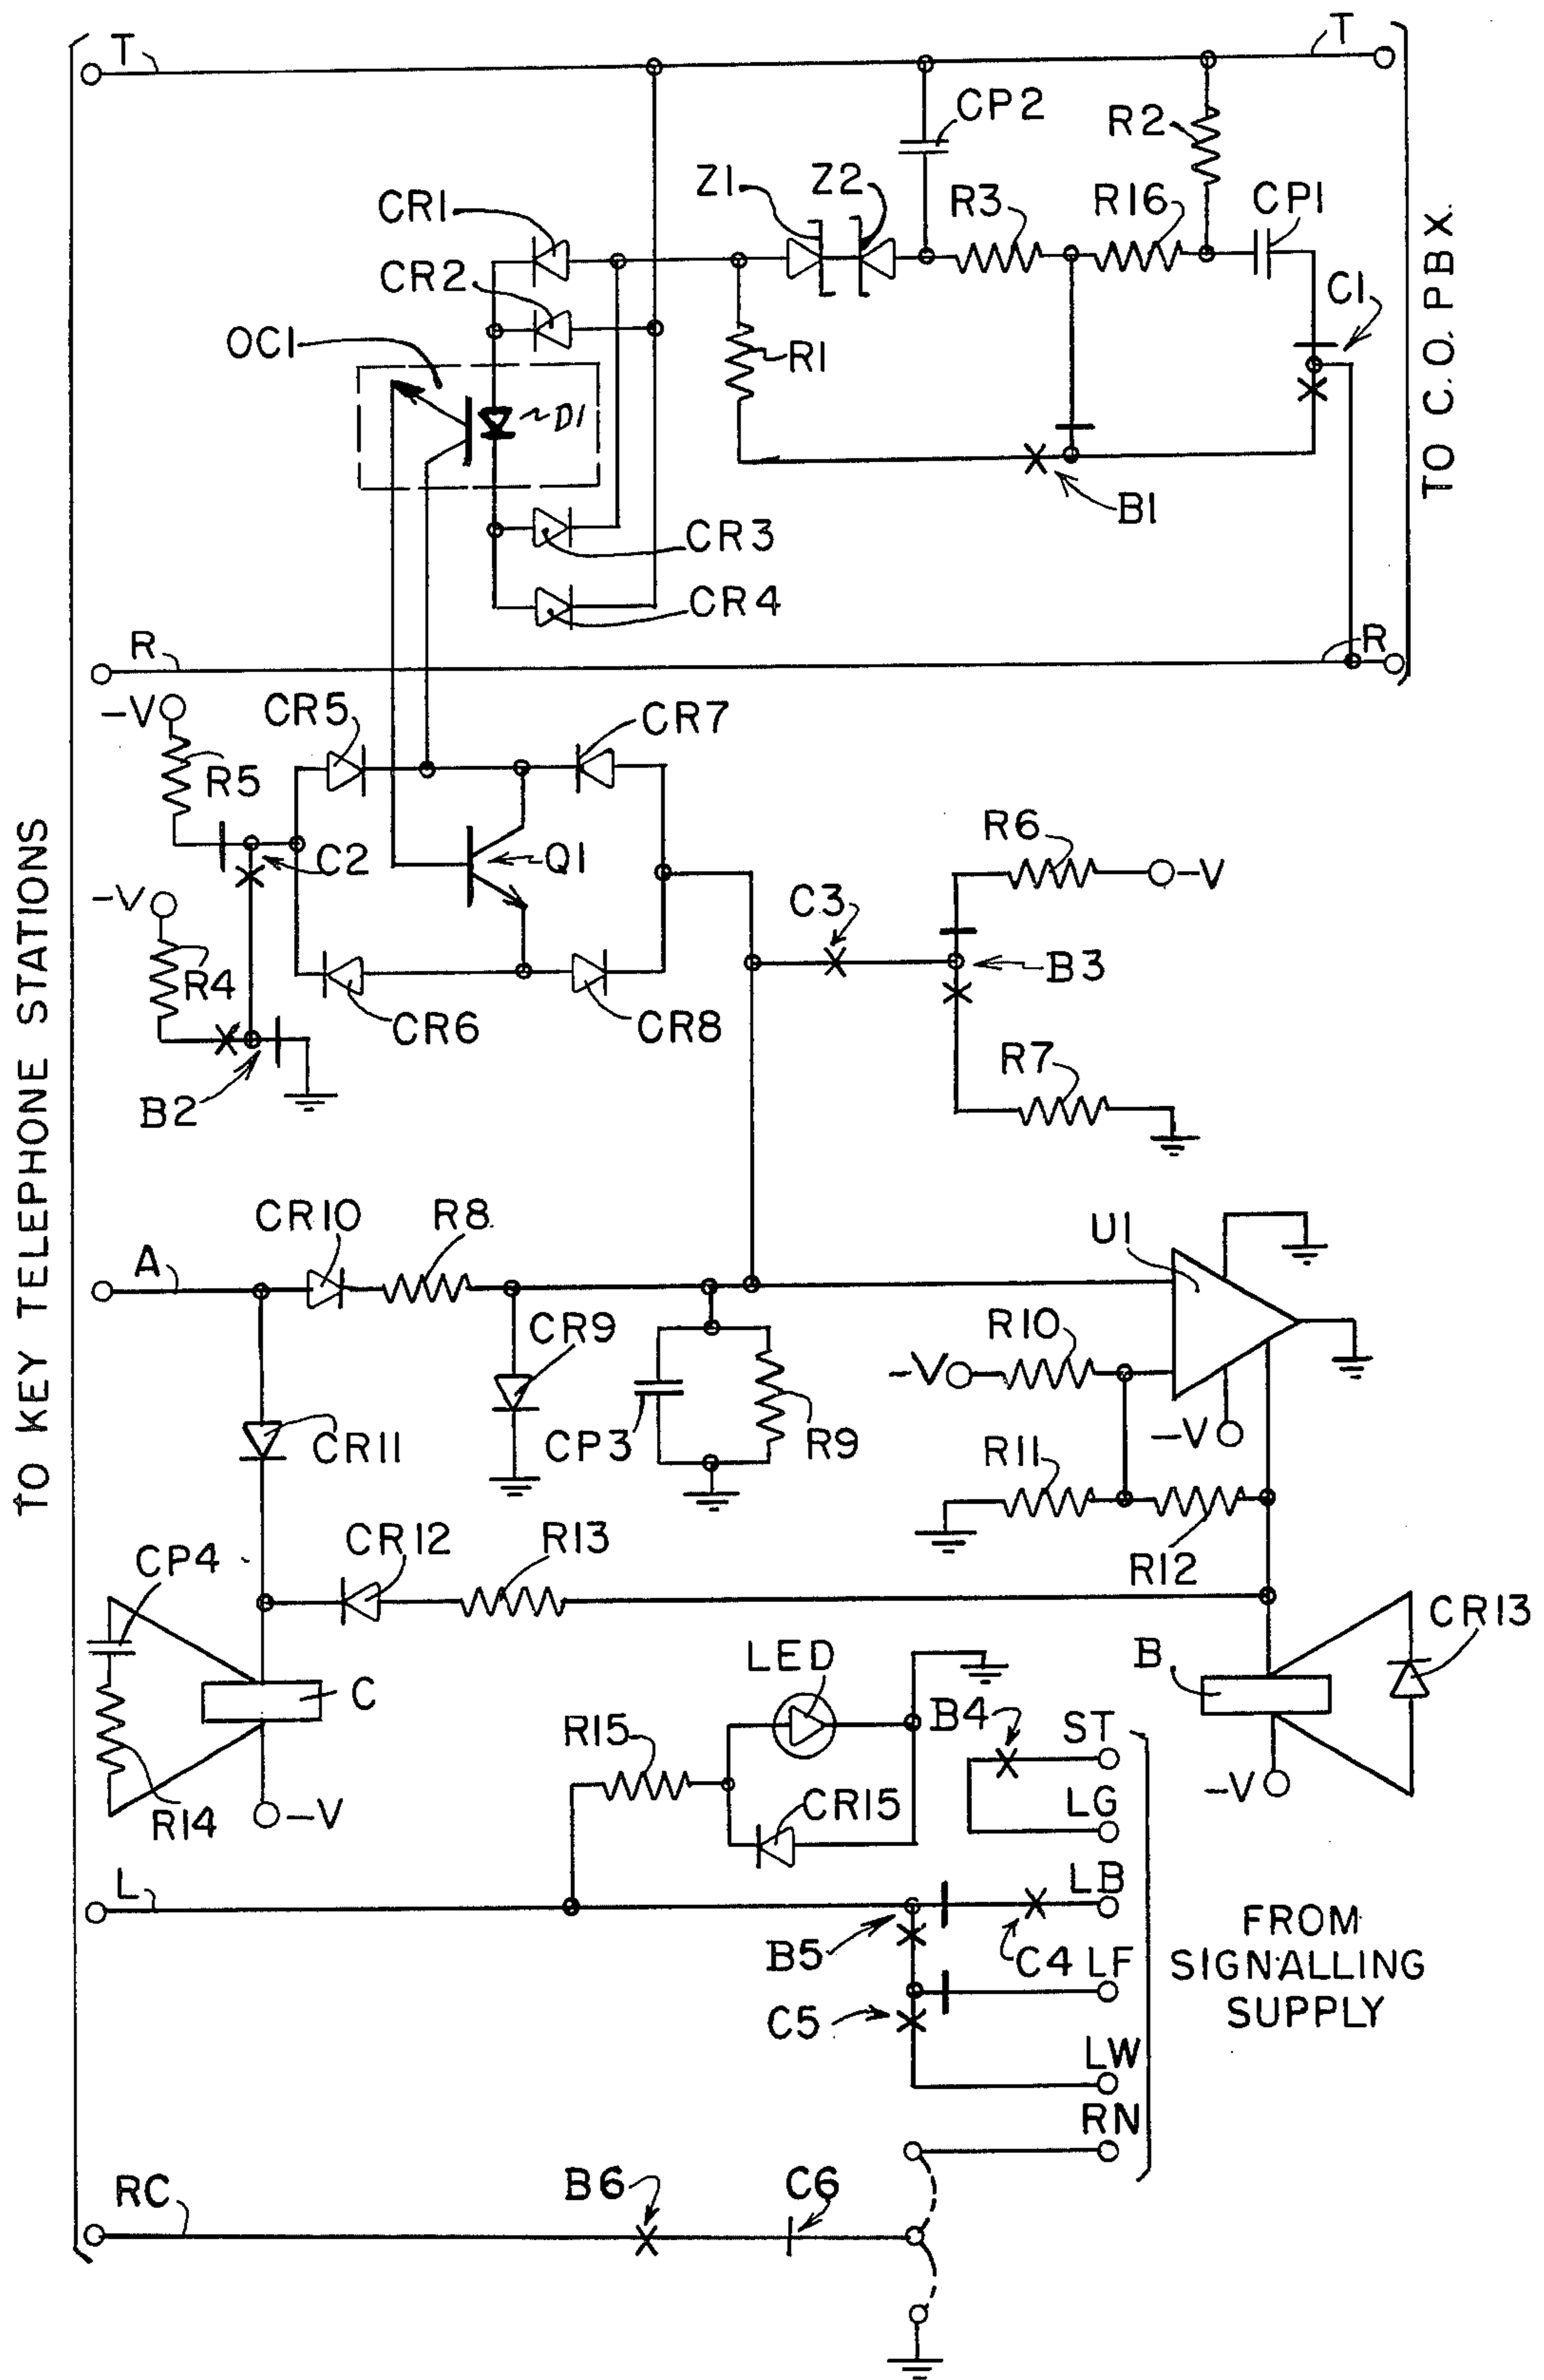 T
T
CP2
R2
Z1
Z2
CR1
R3
R16
CP1
CR2
C1
OC1
R1
D1
B1
CR3
CR4
TO C.O. PBX.
R
R
-V
CR5
CR7
R5
R6
C2
Q1
-V
-V
C3
R4
B3
CR6
CR8
R7
B2
TO KEY TELEPHONE STATIONS
CR10
R8
U1
A
CR9
R10
-V
CR11
CP3
R9
-V
R11
CP4
CR12
R13
R12
CR13
LED
B
C
B4
ST
R15
-V
LG
CR15
R14
-V
L
LB
B5
C4
LF
FROM
SIGNALLING
SUPPLY
C5
LW
RN
RC
B6
C6